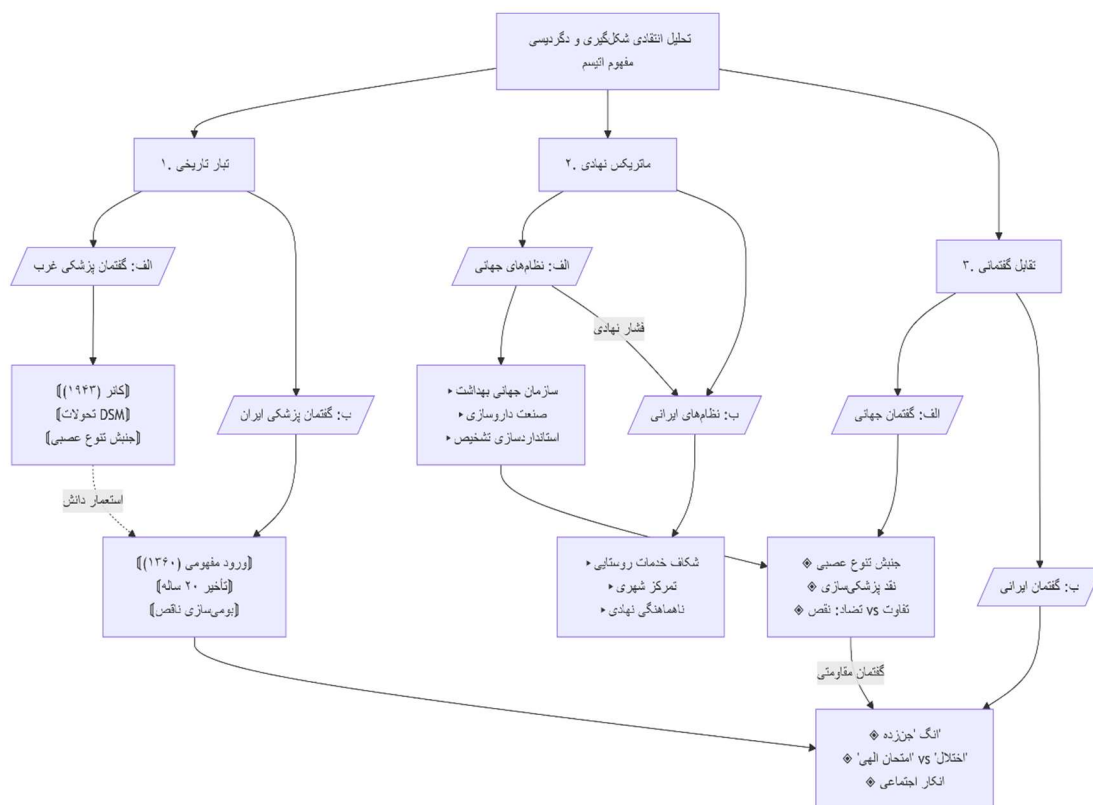 تحلیل انتقادی شکل‌گیری و دگردیسی
مفهوم اتیسم
۱. تبار تاریخی
۲. ماتریکس نهادی
۳. تقابل گفتمانی
الف: گفتمان پزشکی غرب
ب: گفتمان پزشکی ایران
الف: نظام‌های جهانی
ب: نظام‌های ایرانی
الف: گفتمان جهانی
ب: گفتمان ایرانی
فشار نهادی
[کانر (۱۹۴۳)]
[تحولات DSM]
[جنبش تنوع عصبی]
استعمار دانش
[ورود مفهومی (۱۳۶۰)]
[تأخیر ۲۰ ساله]
[بومی‌سازی ناقص]
‣ سازمان جهانی بهداشت
صنعت داروسازی ‣
استانداردسازی تشخیص ‣
شکاف خدمات روستایی ‣
تمرکز شهری ‣
ناهماهنگی نهادی ‣
◈ جنبش تنوع عصبی
◈ نقد پزشکی‌سازی
◈ تفاوت vs تضاد: نقص
گفتمان مقاومتی
◈ انگ 'جن‌زده'
◈ 'امتحان الهی' vs 'اختلال'
◈ انکار اجتماعی